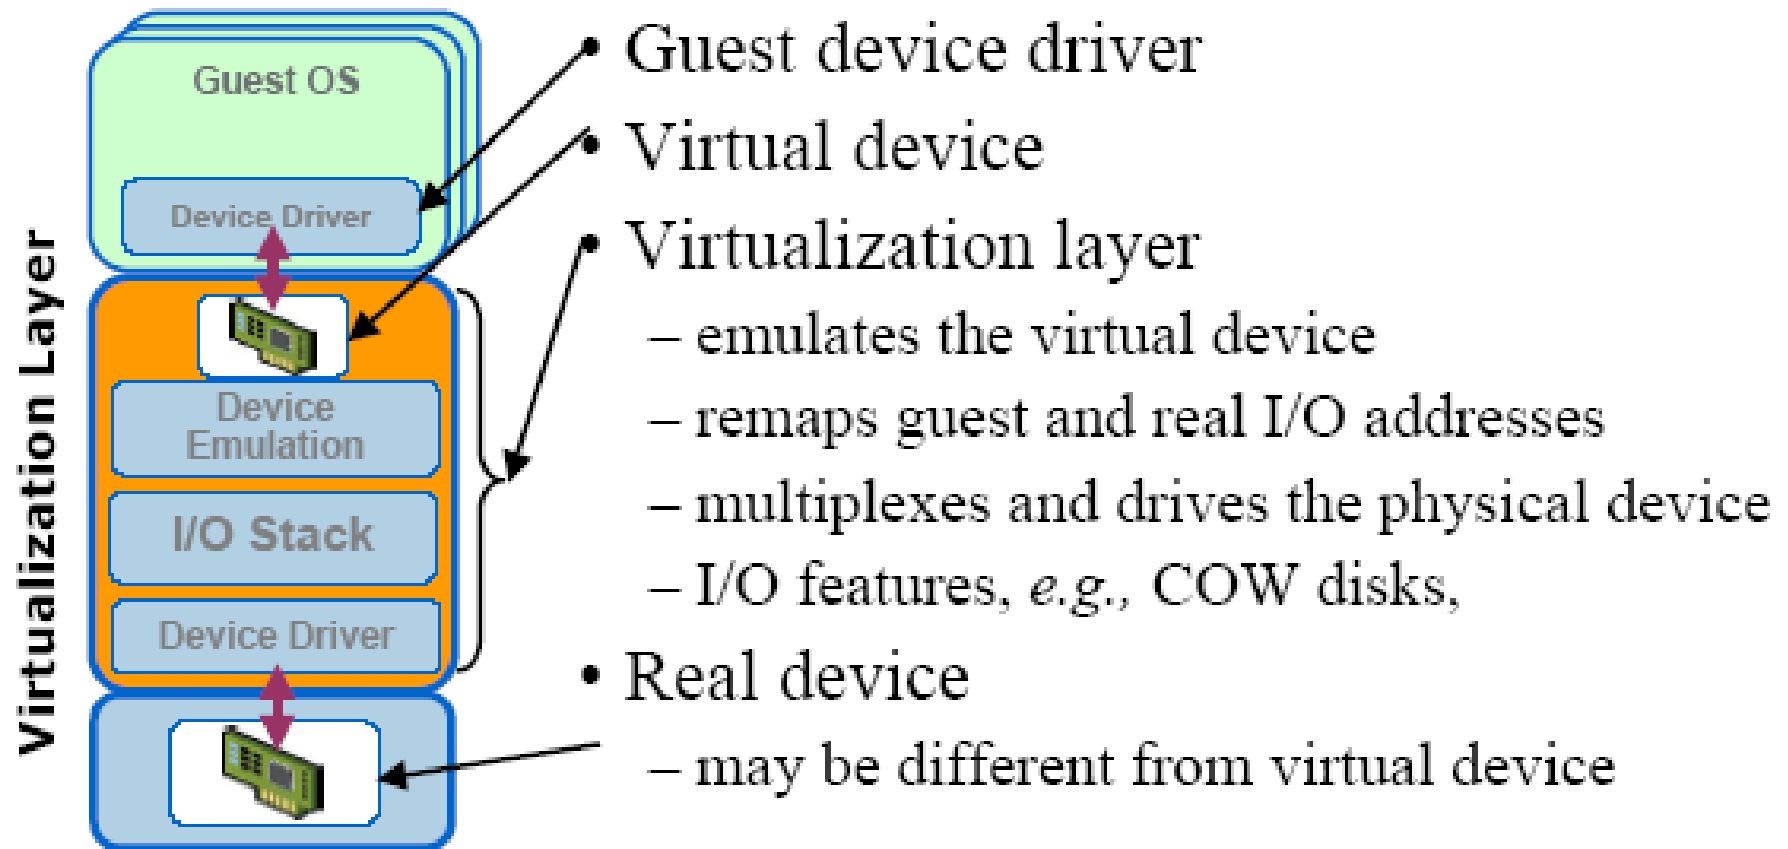 Guest OS
Device Driver
Virtualization Layer
Device
Emulation
I/O Stack
Device Driver
• Guest device driver
• Virtual device
• Virtualization layer
– emulates the virtual device
– remaps guest and real I/O addresses
– multiplexes and drives the physical device
– I/O features, e.g., COW disks,
• Real device
– may be different from virtual device